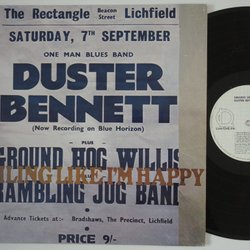 The Rectangle Beacon Street Lichfield
SATURDAY, 7th SEPTEMBER
ONE MAN BLUES BAND
DUSTER
BENNETT
(Now Recording on Blue Horizon)
PLUS
GROUND HOG WILLIS
SMILING LIKE I'M HAPPY
RAMBLING JUG BAND
Advance Tickets at:- Bradshaws, The Precinct, Lichfield
PRICE 9/-